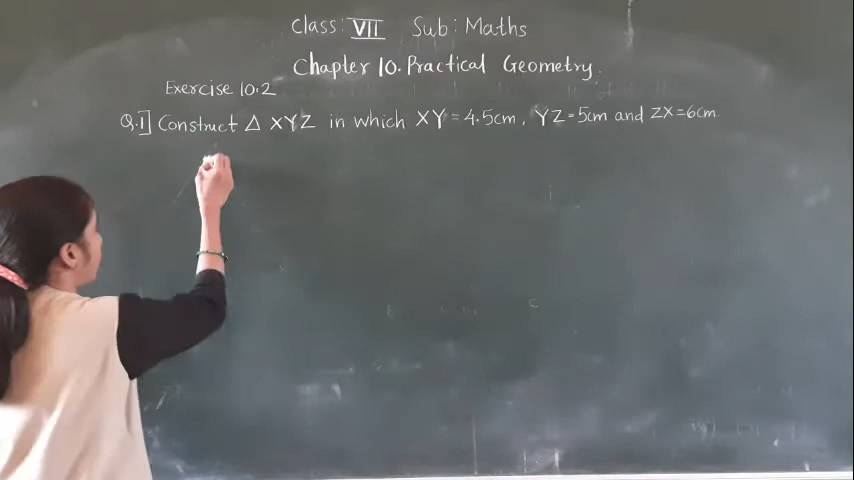 Class: VII Sub: Maths
Chapter 10. Practical Geometry.
Exercise 10.2
Q.1] Construct △ XYZ in which XY = 4.5cm, YZ = 5cm and ZX = 6cm.